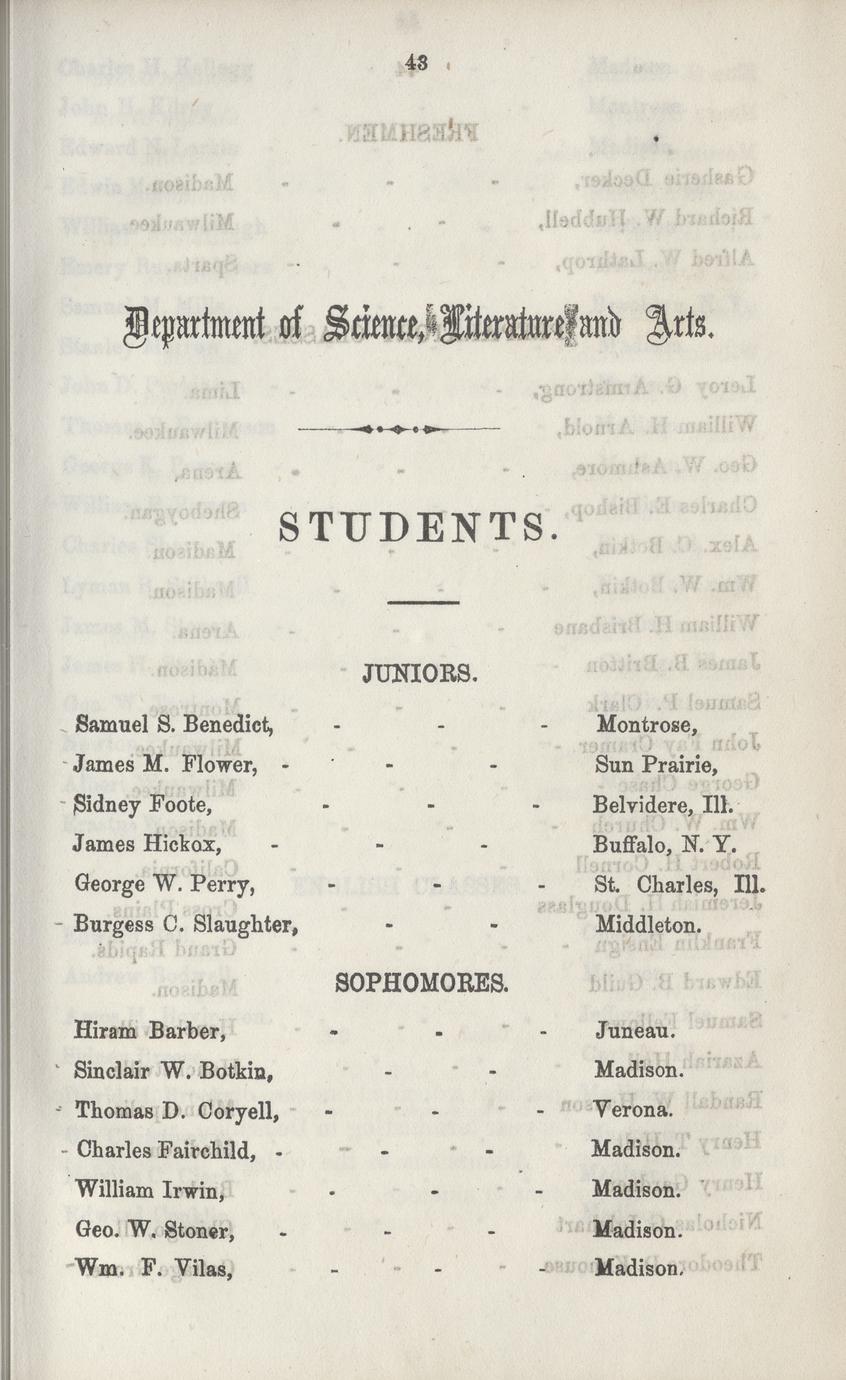 43
Department of Science, Literature and Arts.
STUDENTS.
JUNIORS.
Samuel S. Benedict, - - - Montrose,
James M. Flower, - - - Sun Prairie,
Sidney Foote, - - - Belvidere, Ill.
James Hickox, - - - Buffalo, N. Y.
George W. Perry, - - - St. Charles, Ill.
Burgess C. Slaughter, - - Middleton.
SOPHOMORES.
Hiram Barber, - - - Juneau.
Sinclair W. Botkin, - - Madison.
Thomas D. Coryell, - - - Verona.
Charles Fairchild, - - - Madison.
William Irwin, - - - Madison.
Geo. W. Stoner, - - - Madison.
Wm. F. Vilas, - - - Madison.